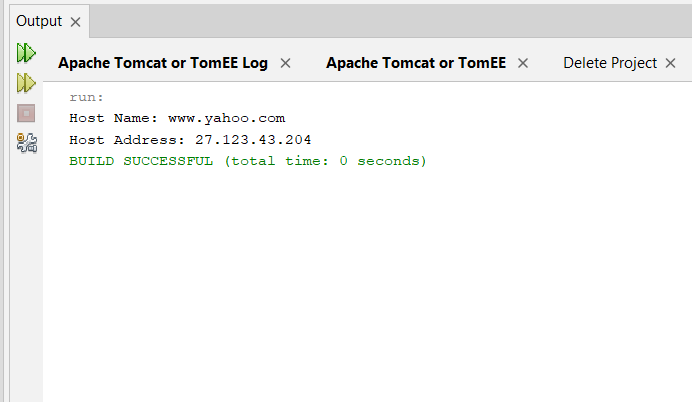 Output
Apache Tomcat or TomEE Log Apache Tomcat or TomEE Delete Project
run:
Host Name: www.yahoo.com
Host Address: 27.123.43.204
BUILD SUCCESSFUL (total time: 0 seconds)